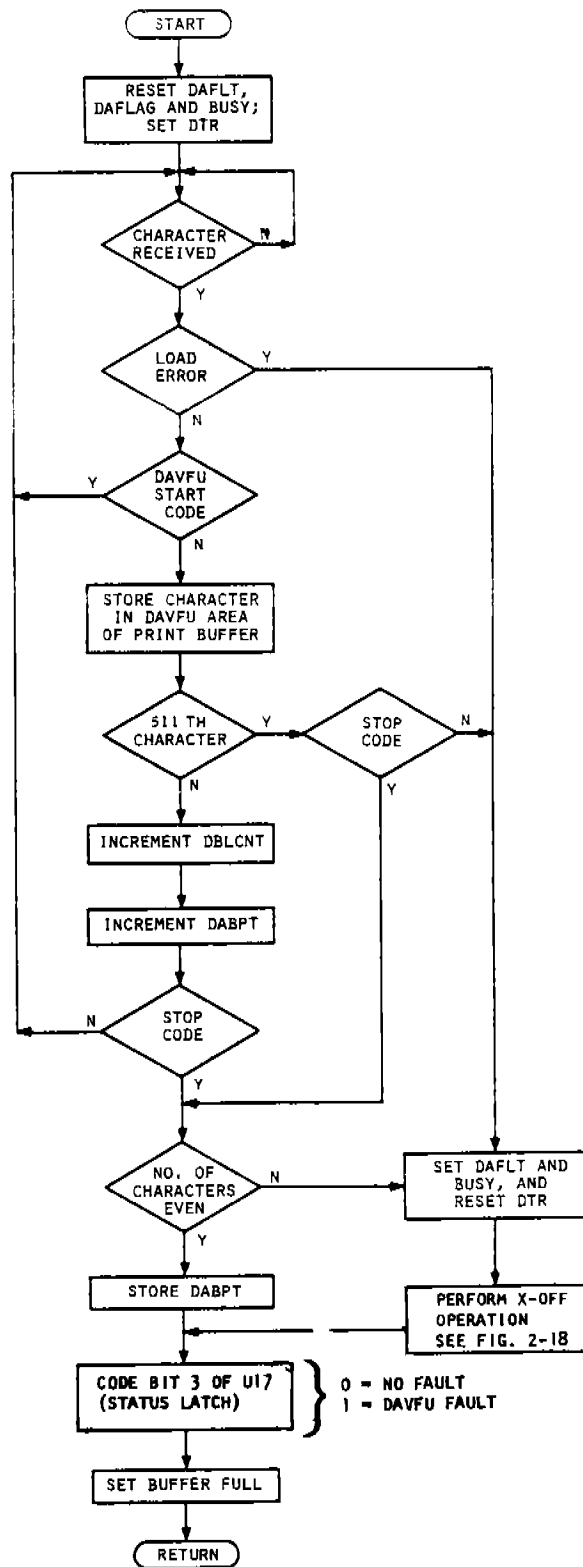 START
RESET DAFLT,
DAFLAG AND BUSY;
SET DTR
CHARACTER
RECEIVED
N
Y
LOAD
ERROR
Y
N
DAVFU
START
CODE
Y
N
STORE CHARACTER
IN DAVFU AREA
OF PRINT BUFFER
511 TH
CHARACTER
Y
N
STOP
CODE
N
Y
INCREMENT DBLCNT
INCREMENT DABPT
STOP
CODE
N
Y
NO. OF
CHARACTERS
EVEN
N
Y
SET DAFLT AND
BUSY, AND
RESET DTR
STORE DABPT
PERFORM X-OFF
OPERATION
SEE FIG. 2-18
CODE BIT 3 OF U17
(STATUS LATCH)
0 = NO FAULT
1 = DAVFU FAULT
SET BUFFER FULL
RETURN